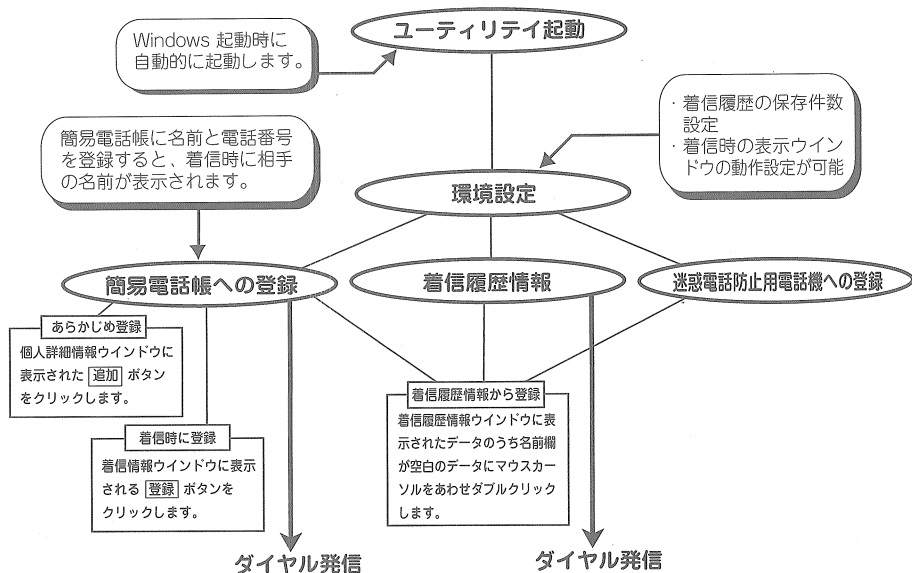 ユーティリテイ起動
Windows 起動時に
自動的に起動します。
・着信履歴の保存件数
設定
・着信時の表示ウイン
ドウの動作設定が可能
簡易電話帳に名前と電話番号
を登録すると、着信時に相手
の名前が表示されます。
環境設定
簡易電話帳への登録
着信履歴情報
迷惑電話防止用電話機への登録
あらかじめ登録
個人詳細情報ウインドウに
表示された 追加 ボタン
をクリックします。
着信時に登録
着信情報ウインドウに表示
される 登録 ボタンを
クリックします。
着信履歴情報から登録
着信履歴情報ウインドウに表
示されたデータのうち名前欄
が空白のデータにマウスカー
ソルをあわせダブルクリック
します。
ダイヤル発信
ダイヤル発信